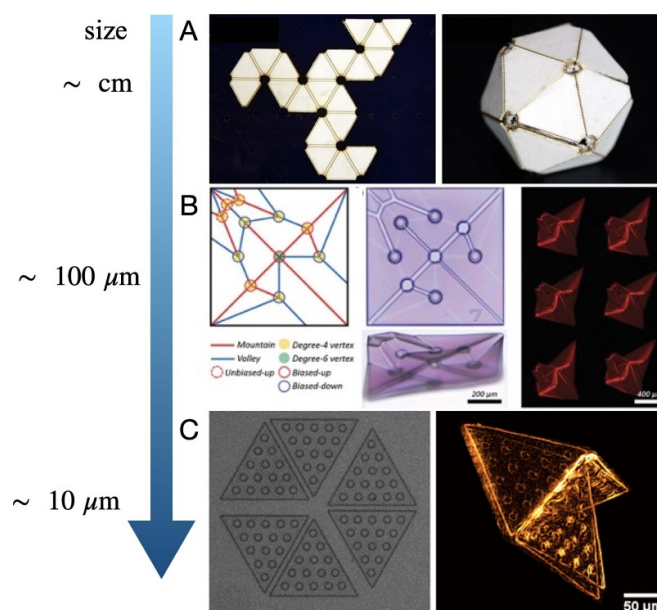 size
A
~ cm
B
~ 100 μm
7
Mountain
Valley
Unbiased-up
Degree-4 vertex
Degree-6 vertex
Biased-up
Biased-down
200 μm
400 μm
C
~ 10 μm
50 μm